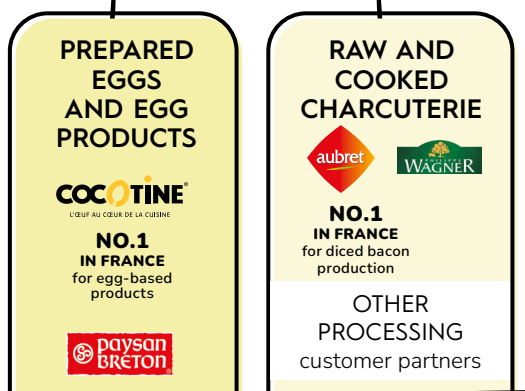 PREPARED
EGGS
AND EGG
PRODUCTS
COCOTINE®
L'ŒUF AU CŒUR DE LA CUISINE
NO.1
IN FRANCE
for egg-based
products
paysan
BRETON
RAW AND
COOKED
CHARCUTERIE
aubret
PHILIPPE
WAGNER
NO.1
IN FRANCE
for diced bacon
production
OTHER
PROCESSING
customer partners